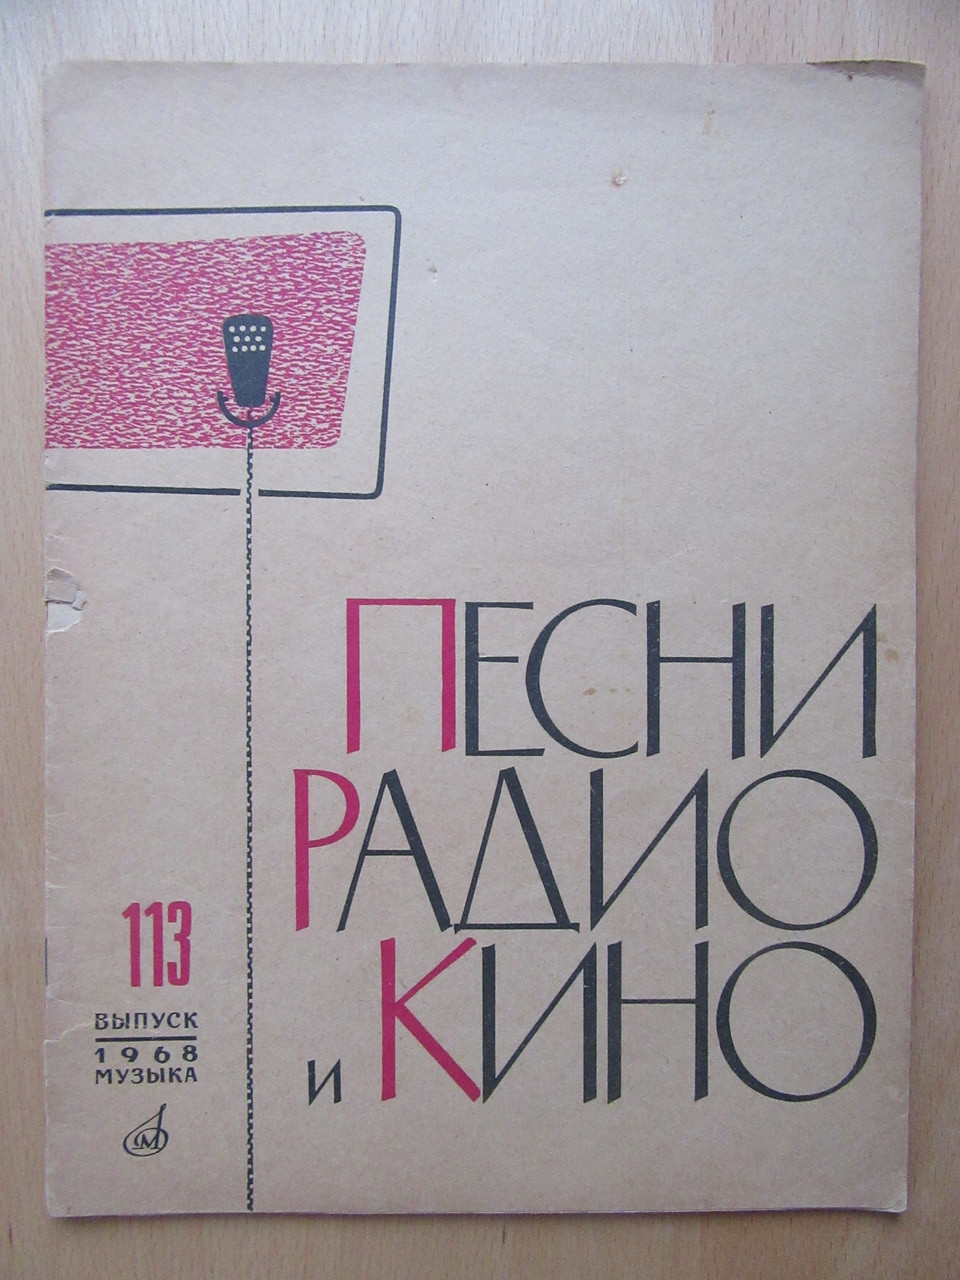 ПЕСНИ
РАДИО
и КИНО
113
ВЫПУСК
1968
МУЗЫКА
М